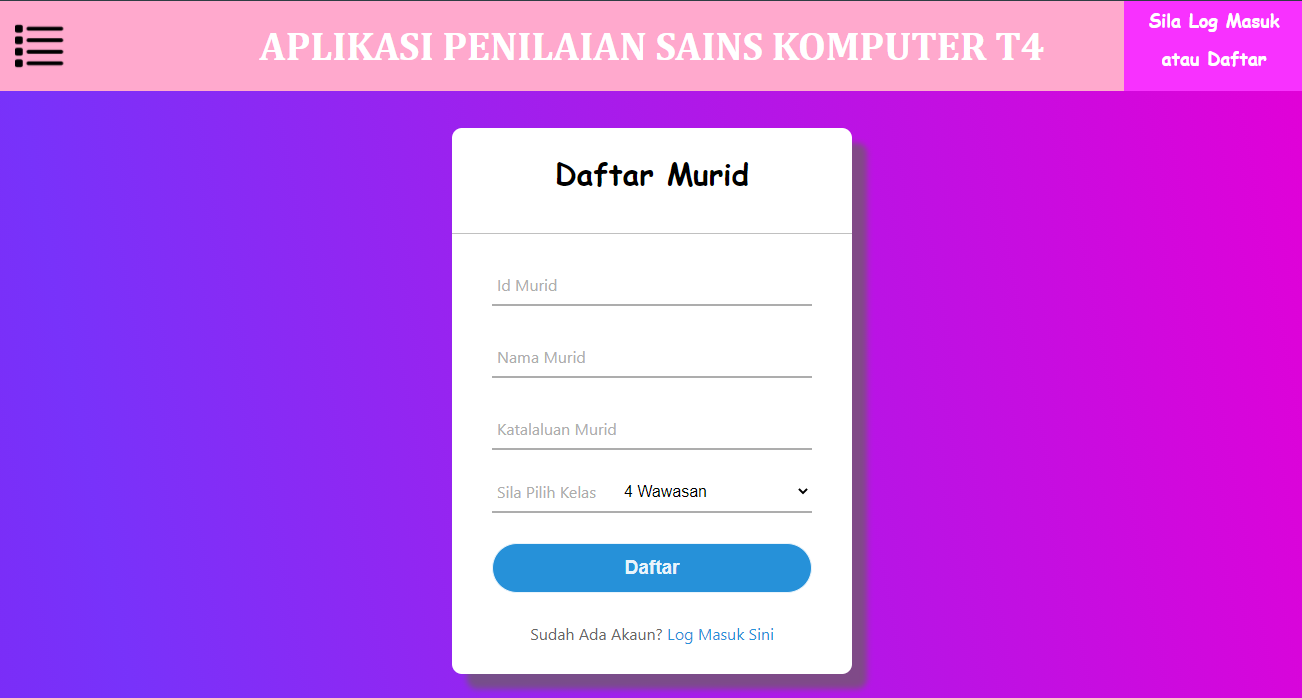 APLIKASI PENILAIAN SAINS KOMPUTER T4
Sila Log Masuk
atau Daftar
Daftar Murid
Id Murid
Nama Murid
Katalaluan Murid
Sila Pilih Kelas 4 Wawasan
Daftar
Sudah Ada Akaun? Log Masuk Sini